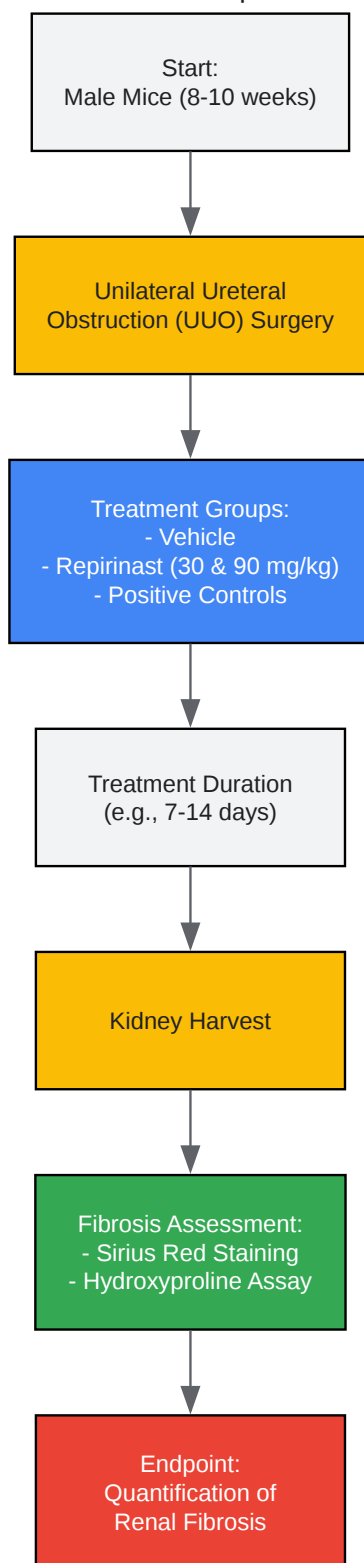 Start:
Male Mice (8-10 weeks)
Unilateral Ureteral
Obstruction (UUO) Surgery
Treatment Groups:
- Vehicle
- Repirinast (30 & 90 mg/kg)
- Positive Controls
Treatment Duration
(e.g., 7-14 days)
Kidney Harvest
Fibrosis Assessment:
- Sirius Red Staining
- Hydroxyproline Assay
Endpoint:
Quantification of
Renal Fibrosis